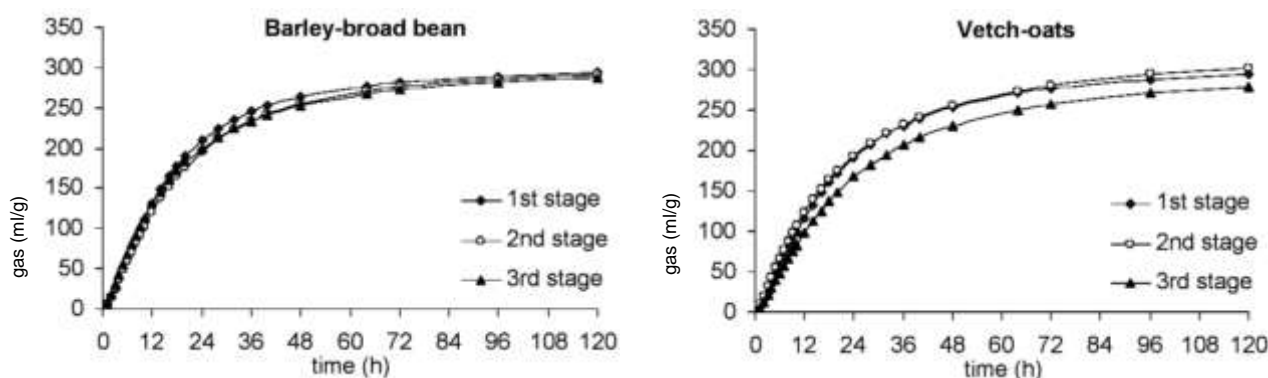 Barley-broad bean
350
300
250
200
150
100
50
0
gas (ml/g)
1st stage
2nd stage
3rd stage
0 12 24 36 48 60 72 84 96 108 120
time (h)
Vetch-oats
350
300
250
200
150
100
50
0
gas (ml/g)
1st stage
2nd stage
3rd stage
0 12 24 36 48 60 72 84 96 108 120
time (h)